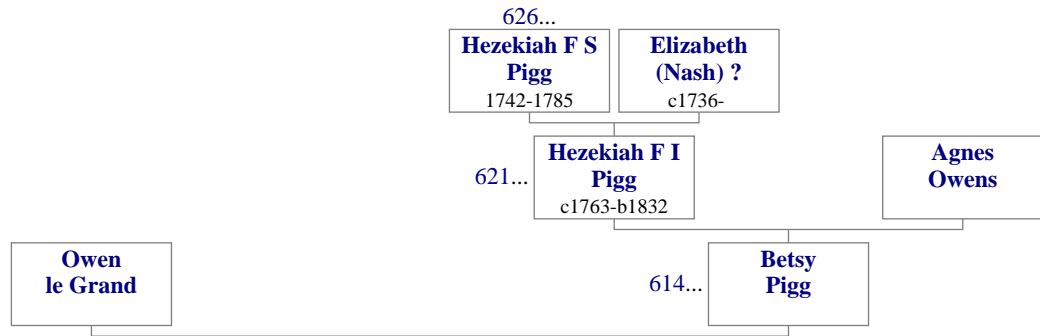 626...
Hezekiah F S
Pigg
1742-1785
Elizabeth
(Nash) ?
c1736-
621...
Hezekiah F I
Pigg
c1763-b1832
Agnes
Owens
Owen
le Grand
614...
Betsy
Pigg